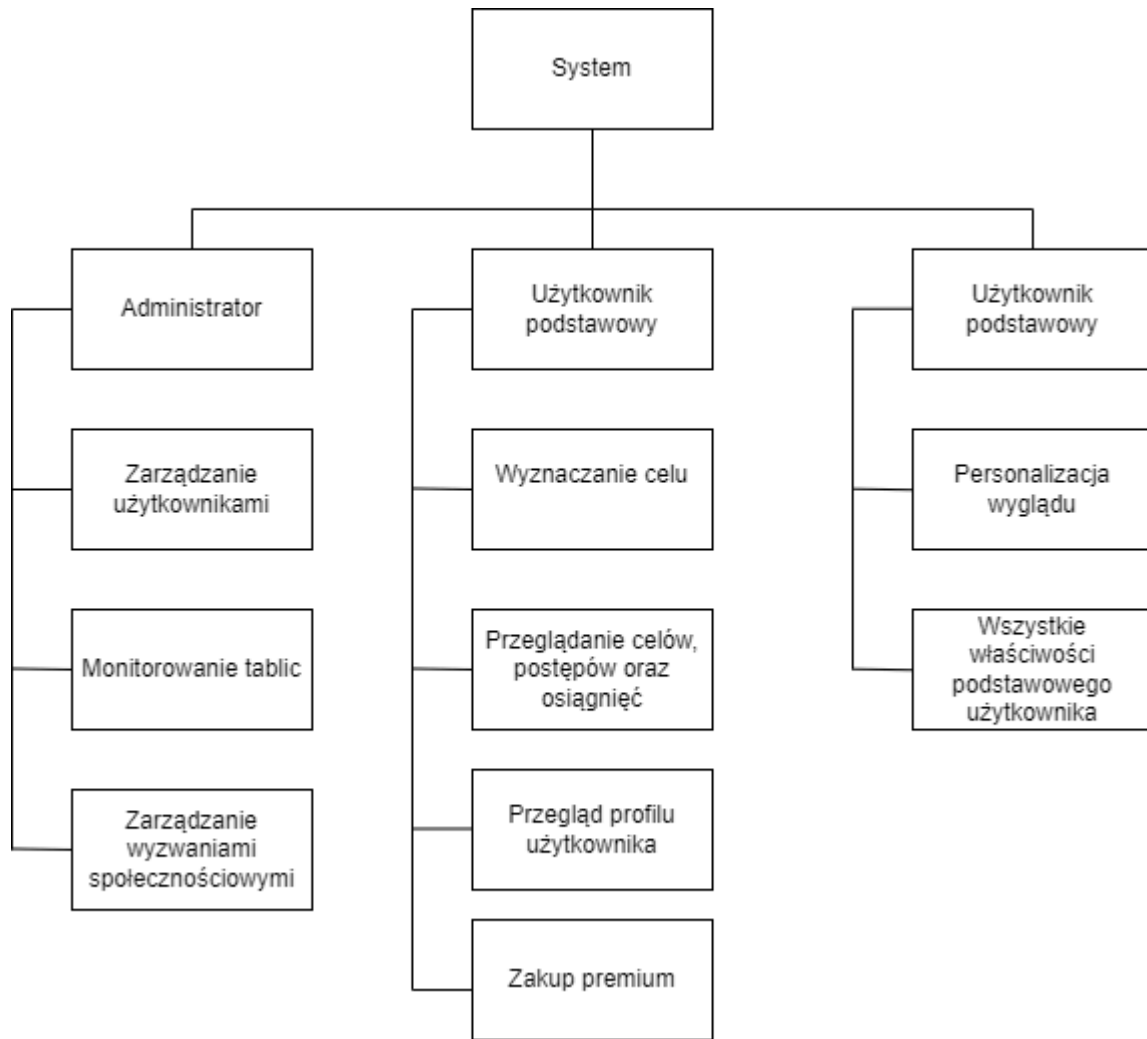 System
Administrator
Użytkownik
podstawowy
Użytkownik
podstawowy
Zarządzanie
użytkownikami
Wyznaczanie celu
Personalizacja
wyglądu
Monitorowanie tablic
Przeglądanie celów,
postępów oraz
osiągnięć
Wszystkie
właściwości
podstawowego
użytkownika
Zarządzanie
wyzwaniami
społecznościowymi
Przegląd profilu
użytkownika
Zakup premium